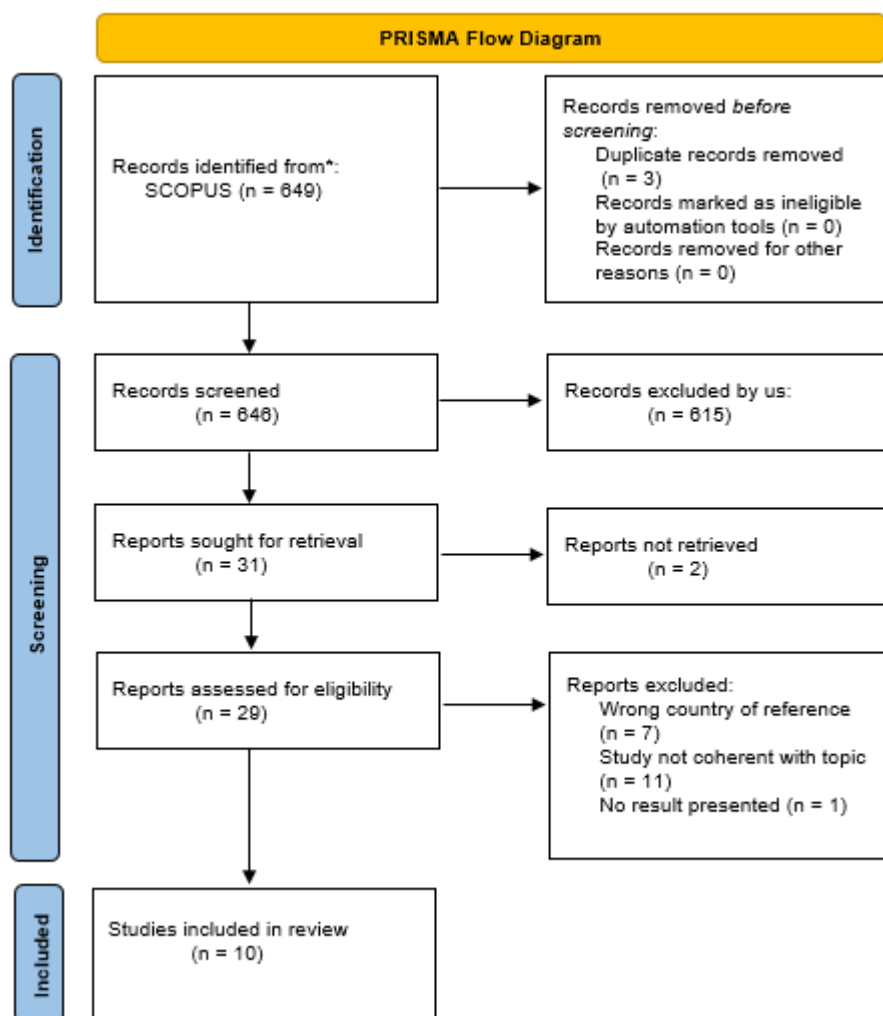 PRISMA Flow Diagram
Identification
Records identified from*:
SCOPUS (n = 649)
Records removed before
screening:
Duplicate records removed
(n = 3)
Records marked as ineligible
by automation tools (n = 0)
Records removed for other
reasons (n = 0)
Screening
Records screened
(n = 646)
Records excluded by us:
(n = 615)
Reports sought for retrieval
(n = 31)
Reports not retrieved
(n = 2)
Reports assessed for eligibility
(n = 29)
Reports excluded:
Wrong country of reference
(n = 7)
Study not coherent with topic
(n = 11)
No result presented (n = 1)
Included
Studies included in review
(n = 10)